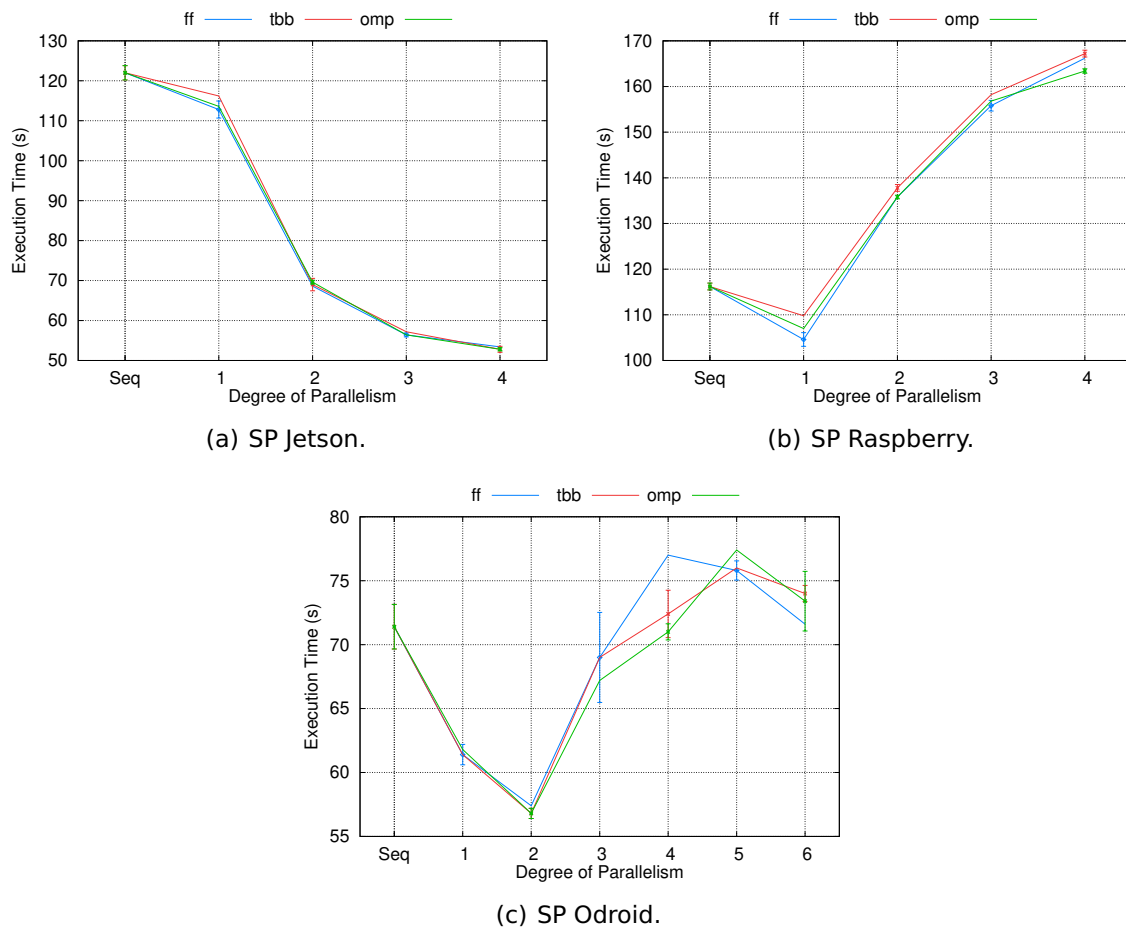 ff tbb omp
130
120
110
100
90
80
70
60
50
Execution Time (s)
Seq 1 2 3 4
Degree of Parallelism
(a) SP Jetson.
ff tbb omp
170
160
150
140
130
120
110
100
Execution Time (s)
Seq 1 2 3 4
Degree of Parallelism
(b) SP Raspberry.
ff tbb omp
80
75
70
65
60
55
Execution Time (s)
Seq 1 2 3 4 5 6
Degree of Parallelism
(c) SP Odroid.